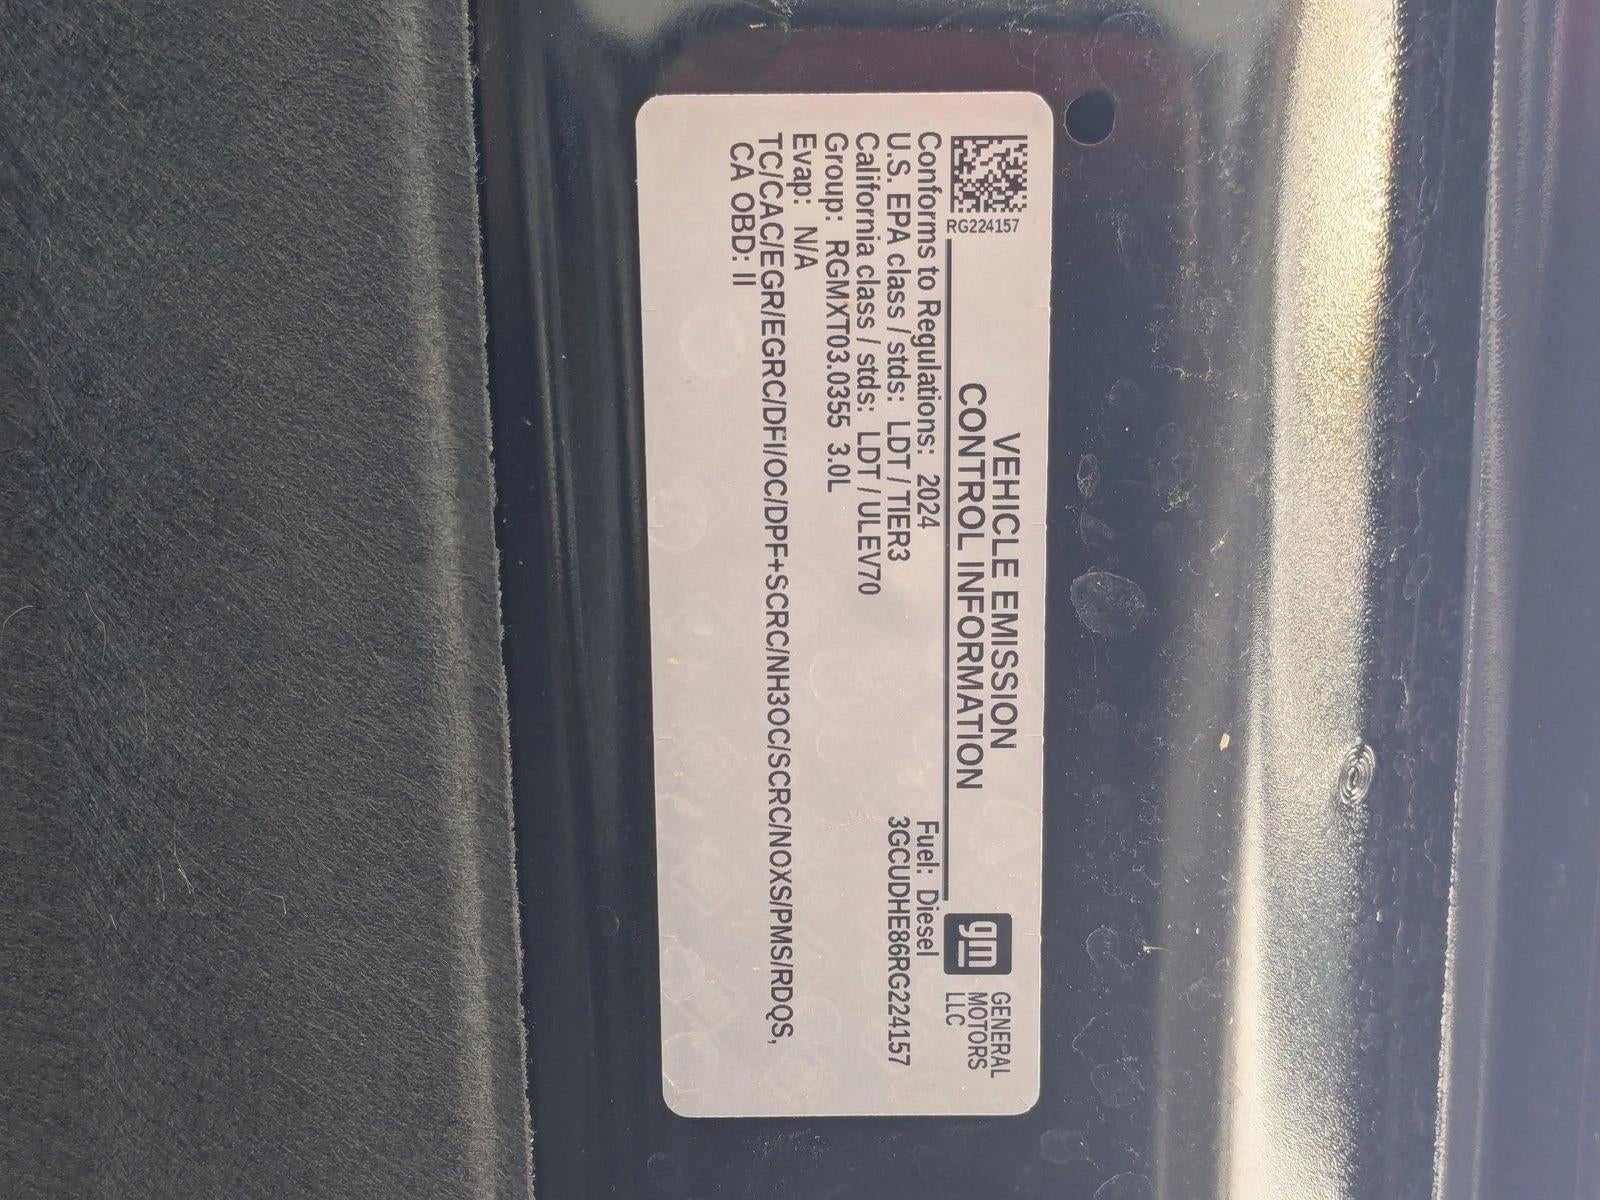 RG224157
VEHICLE EMISSION
CONTROL INFORMATION
gm
GENERAL
MOTORS
LLC
Conforms to Regulations: 2024
Fuel: Diesel
U.S. EPA class / stds: LDT / TIER3
3GCUDHE86RG224157
California class / stds: LDT / ULEV70
Group: RGMXT03.0355 3.0L
Evap: N/A
TC/CAC/EGR/EGRC/DFI/OC/DPF+SCRC/NH3OC/SCRC/NOXS/PMS/RDQS,
CA OBD: II